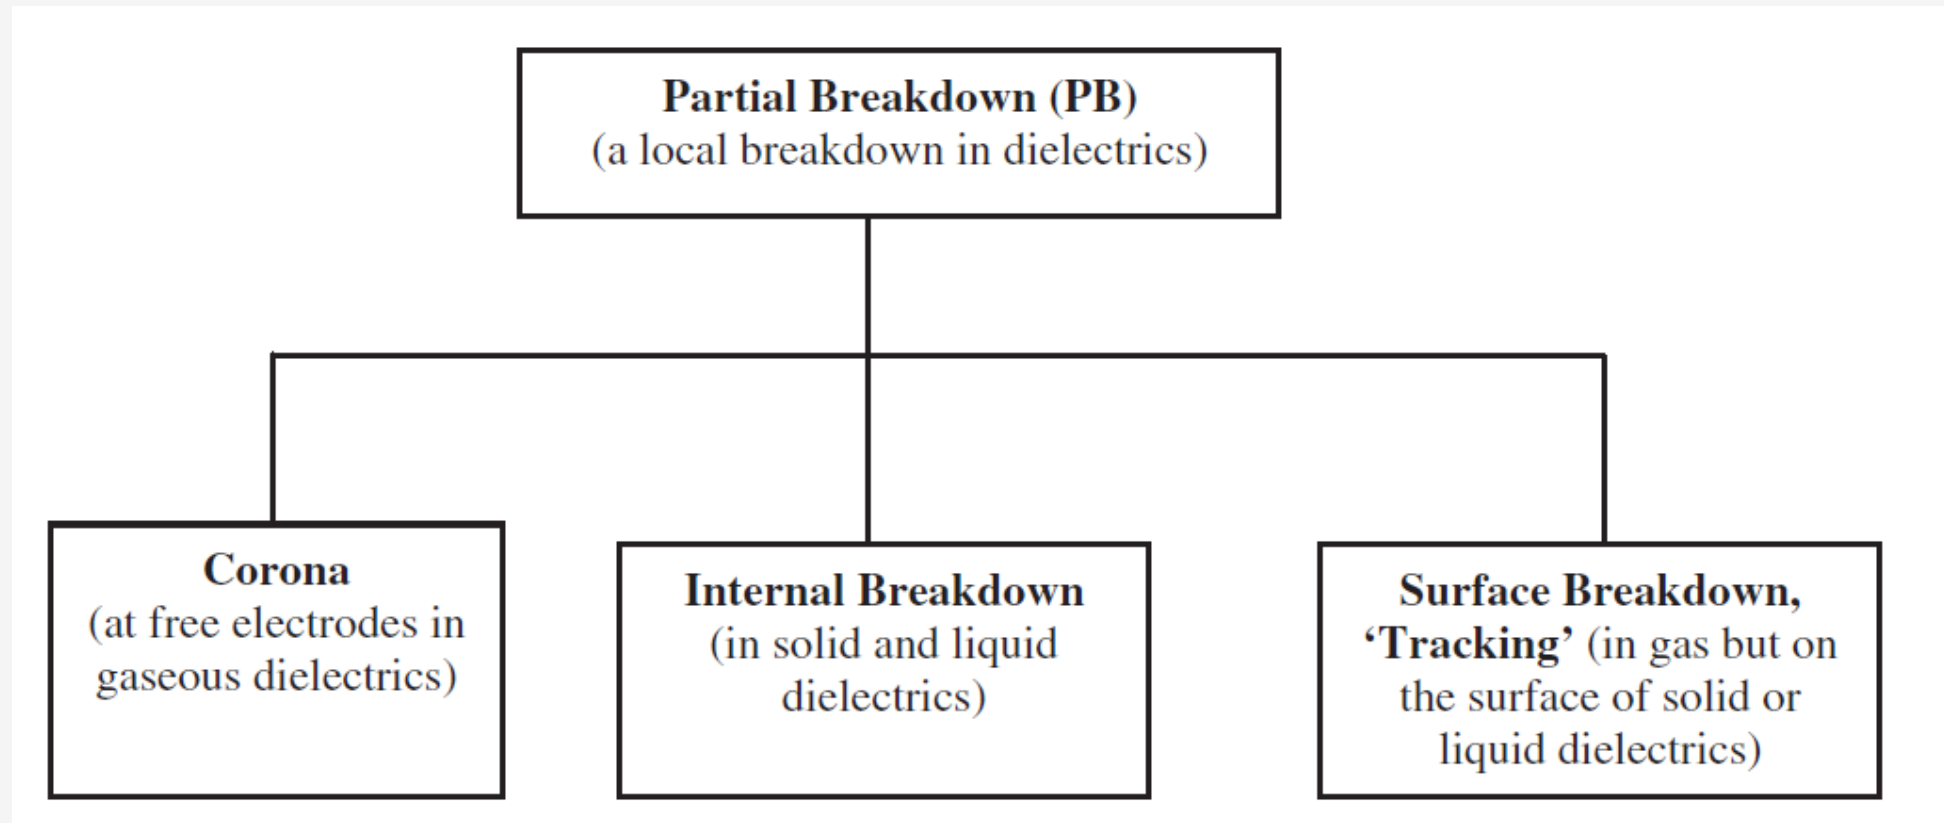 Partial Breakdown (PB)
(a local breakdown in dielectrics)
Corona
(at free electrodes in
gaseous dielectrics)
Internal Breakdown
(in solid and liquid
dielectrics)
Surface Breakdown,
‘Tracking’ (in gas but on
the surface of solid or
liquid dielectrics)